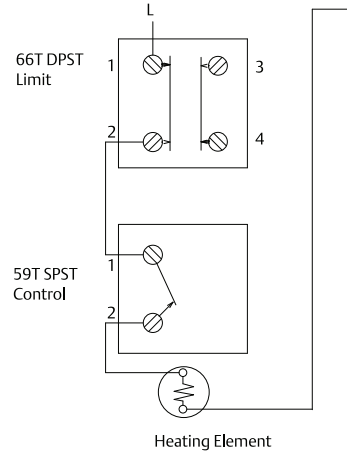 L
66T DPST
Limit
1
3
2
4
59T SPST
Control
1
2
Heating Element